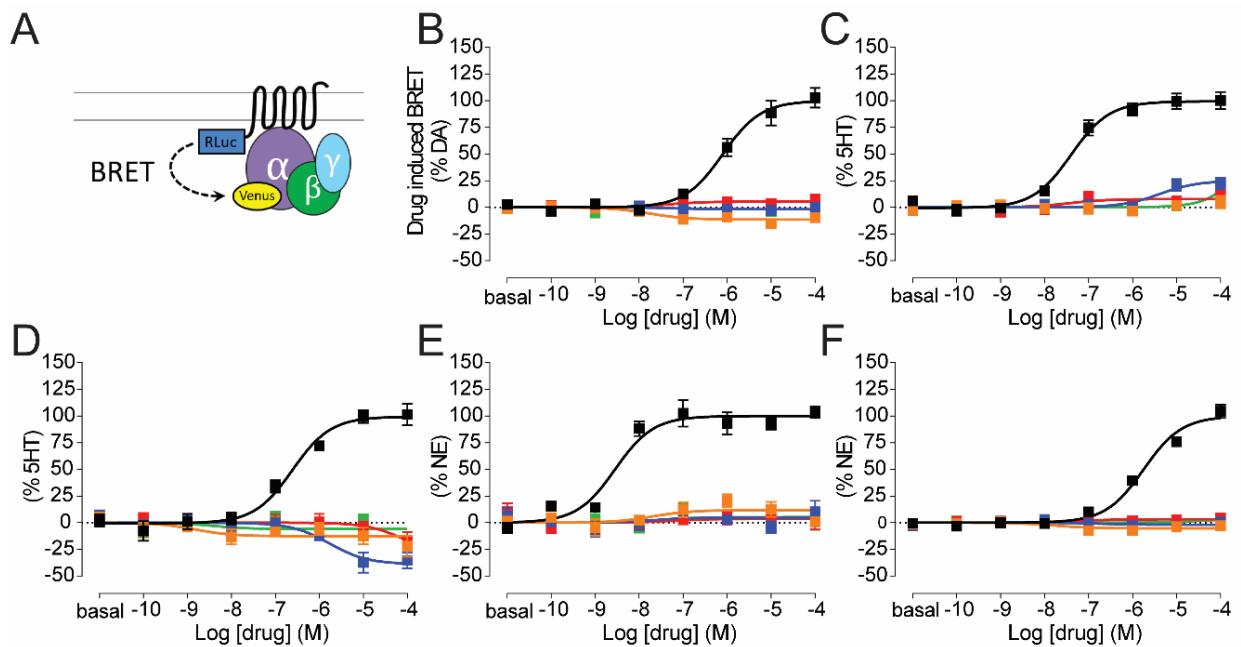 A
RLuc
BRET
Venus
α
β
γ
B
Drug induced BRET
(% DA)
150
125
100
75
50
25
0
-25
-50
basal -10 -9 -8 -7 -6 -5 -4
Log [drug] (M)
C
(% 5HT)
150
125
100
75
50
25
0
-25
-50
basal -10 -9 -8 -7 -6 -5 -4
Log [drug] (M)
D
(% 5HT)
150
125
100
75
50
25
0
-25
-50
basal -10 -9 -8 -7 -6 -5 -4
Log [drug] (M)
E
(% NE)
150
125
100
75
50
25
0
-25
-50
basal -10 -9 -8 -7 -6 -5 -4
Log [drug] (M)
F
(% NE)
150
125
100
75
50
25
0
-25
-50
basal -10 -9 -8 -7 -6 -5 -4
Log [drug] (M)